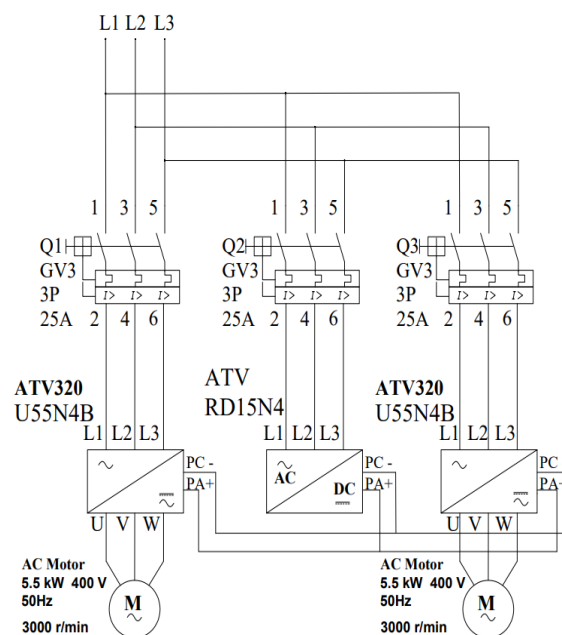 L1 L2 L3
1 3 5 1 3 5 1 3 5
Q1 Q2 Q3
GV3 GV3 GV3
I> I> I> I> I> I> I> I> I>
3P 3P 3P
25A 2 4 6 25A 2 4 6 25A 2 4 6
ATV320
U55N4B
ATV
RD15N4
ATV320
U55N4B
L1 L2 L3 L1 L2 L3 L1 L2 L3
PC - PC - PC
AC
PA+ PA+ PA+
DC
U V W U V W
AC Motor
5.5 kW 400 V
50Hz
3000 r/min
M
AC Motor
5.5 kW 400 V
50Hz
3000 r/min
M